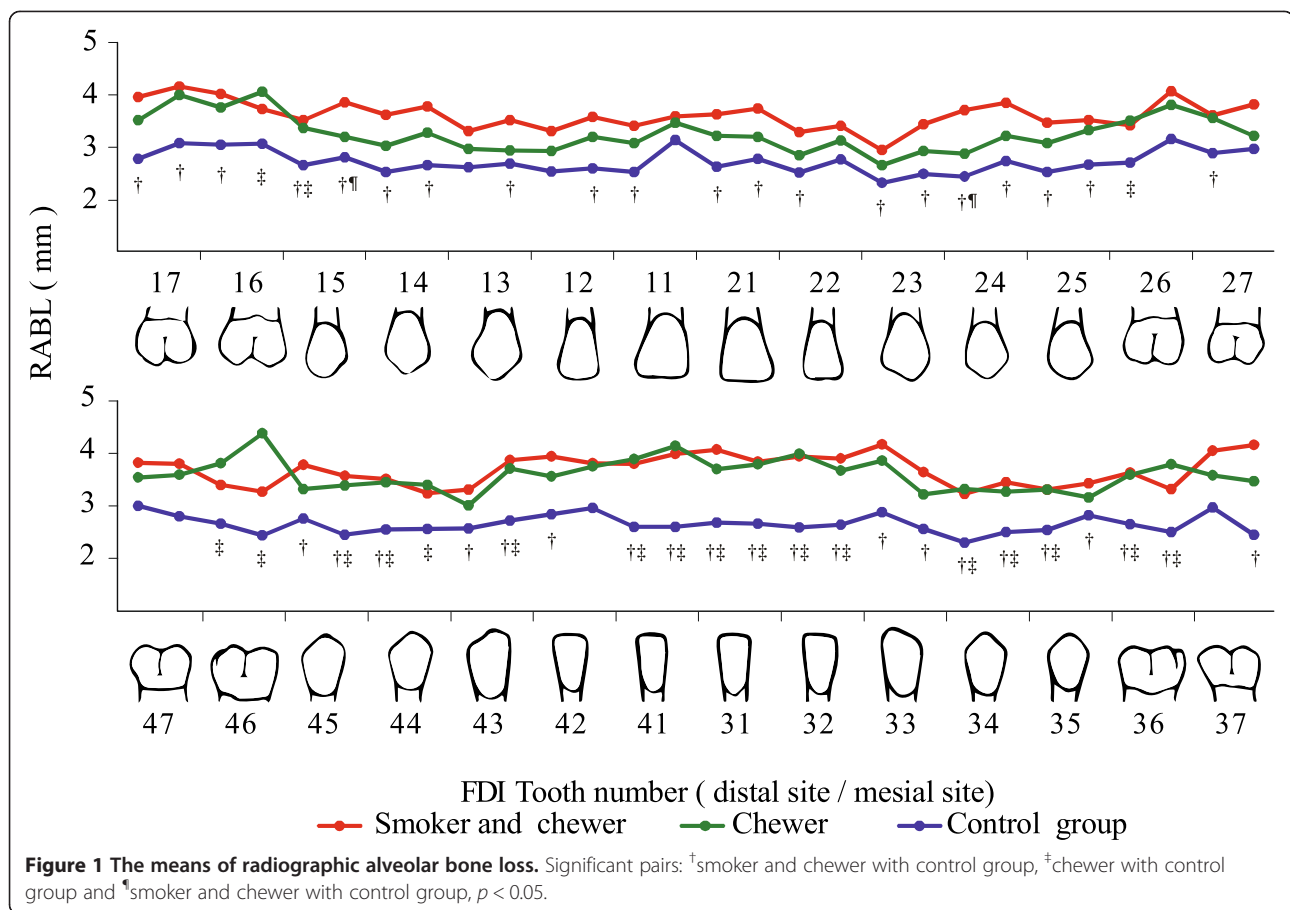 5
4
3
2
† † † ‡ †‡ †¶ † † † † † † † † † † †¶ † † † ‡ †
17 16 15 14 13 12 11 21 22 23 24 25 26 27
RABL ( mm )
5
4
3
2
‡ ‡ † †‡ †‡ ‡ † †‡ † †‡ †‡ †‡ †‡ †‡ †‡ † † †‡ †‡ †‡ † †‡ †‡ †
47 46 45 44 43 42 41 31 32 33 34 35 36 37
FDI Tooth number ( distal site / mesial site)
Smoker and chewer Chewer Control group
Figure 1 The means of radiographic alveolar bone loss. Significant pairs: †smoker and chewer with control group, ‡chewer with control
group and ¶smoker and chewer with control group, p < 0.05.